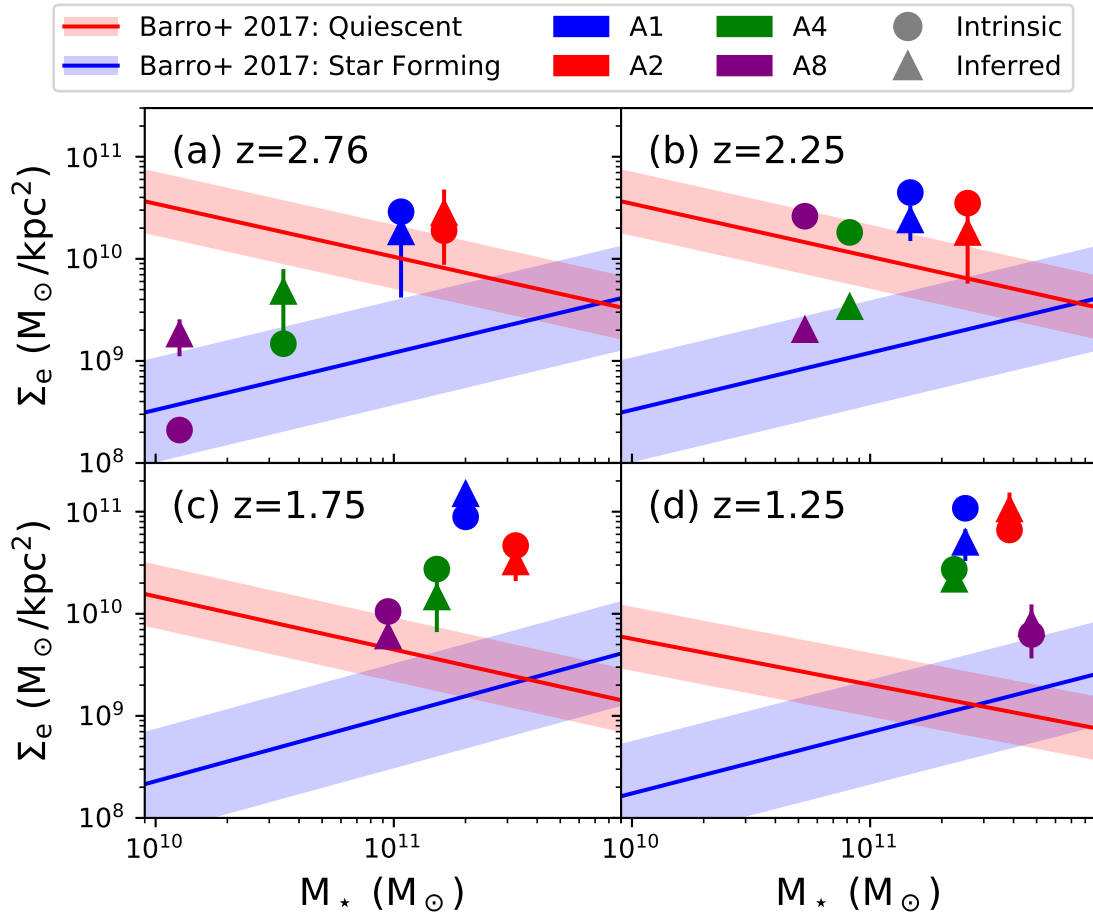 Barro+ 2017: Quiescent A1 A4 Intrinsic
Barro+ 2017: Star Forming A2 A8 Inferred
(a) z=2.76 (b) z=2.25
10¹¹
10¹⁰
10⁹
10⁸
Σₑ (M⊙/kpc²)
(c) z=1.75 (d) z=1.25
10¹¹
10¹⁰
10⁹
10⁸
Σₑ (M⊙/kpc²)
10¹⁰ 10¹¹ 10¹⁰ 10¹¹
M⋆ (M⊙) M⋆ (M⊙)